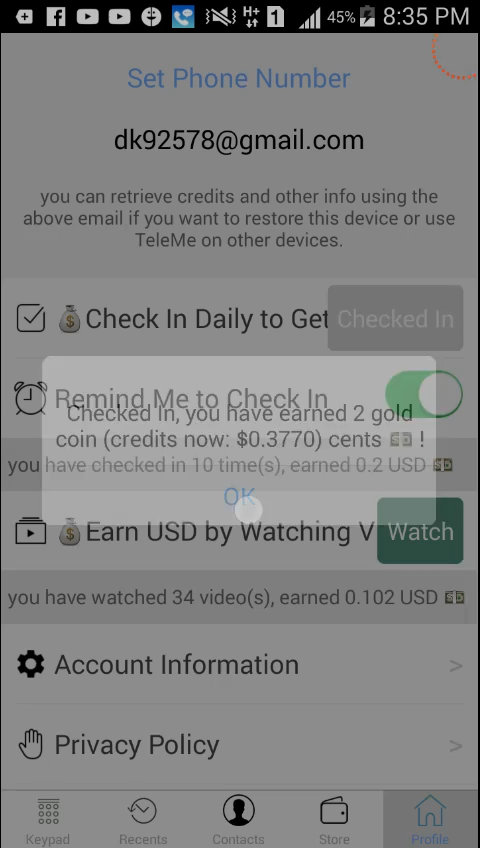 H+ 1 45% 8:35 PM
Set Phone Number
dk92578@gmail.com
you can retrieve credits and other info using the
above email if you want to restore this device or use
TeleMe on other devices.
Check In Daily to Get
Checked In
Remind Me to Check In
Checked In, you have earned 2 gold
coin (credits now: $0.3770) cents 💵 !
you have checked in 10 time(s), earned 0.2 USD 💵
OK
Earn USD by Watching V
Watch
you have watched 34 video(s), earned 0.102 USD 💵
Account Information >
Privacy Policy >
Keypad Recents Contacts Store Profile